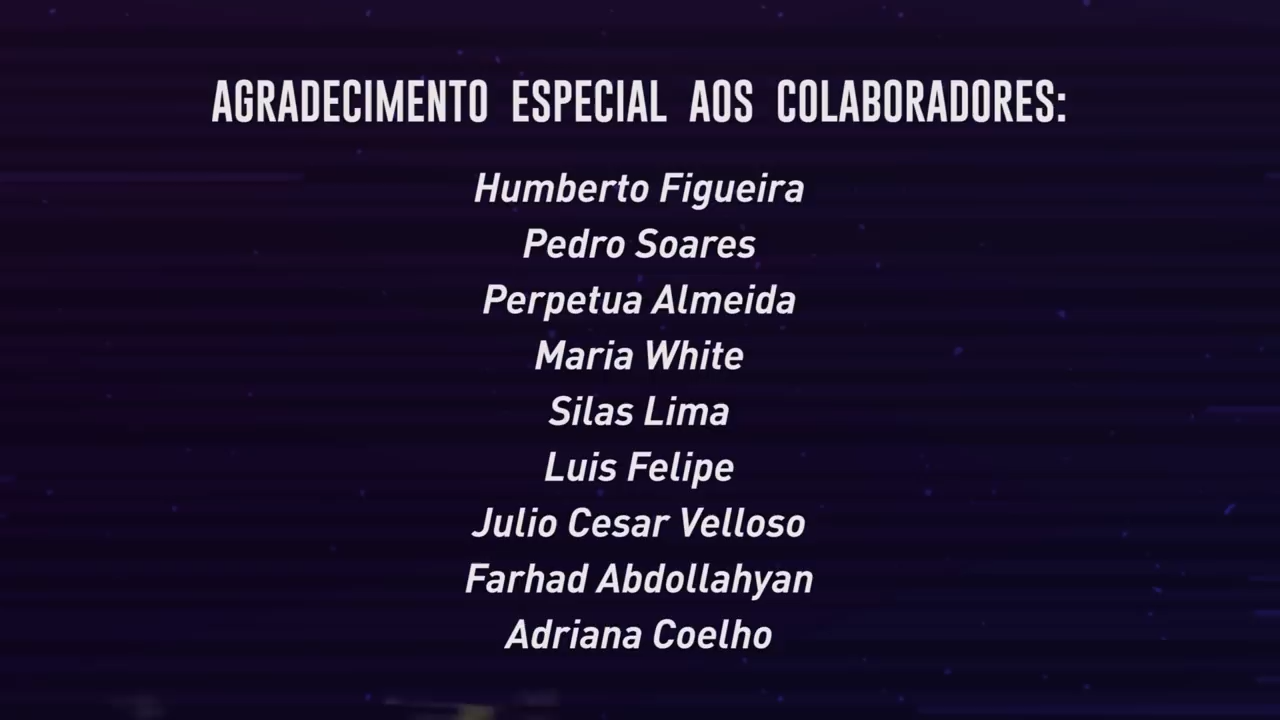 AGRADECIMENTO ESPECIAL AOS COLABORADORES:
Humberto Figueira
Pedro Soares
Perpetua Almeida
Maria White
Silas Lima
Luis Felipe
Julio Cesar Velloso
Farhad Abdollahyan
Adriana Coelho